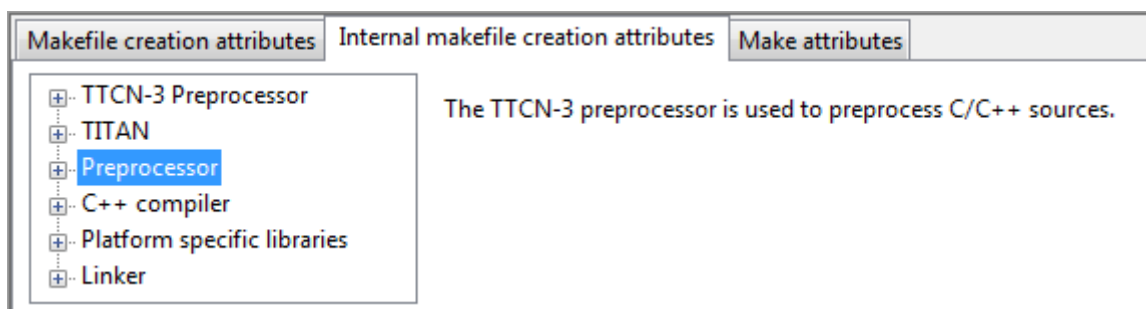 Makefile creation attributes Internal makefile creation attributes Make attributes
TTCN-3 Preprocessor
TITAN
Preprocessor
C++ compiler
Platform specific libraries
Linker
The TTCN-3 preprocessor is used to preprocess C/C++ sources.